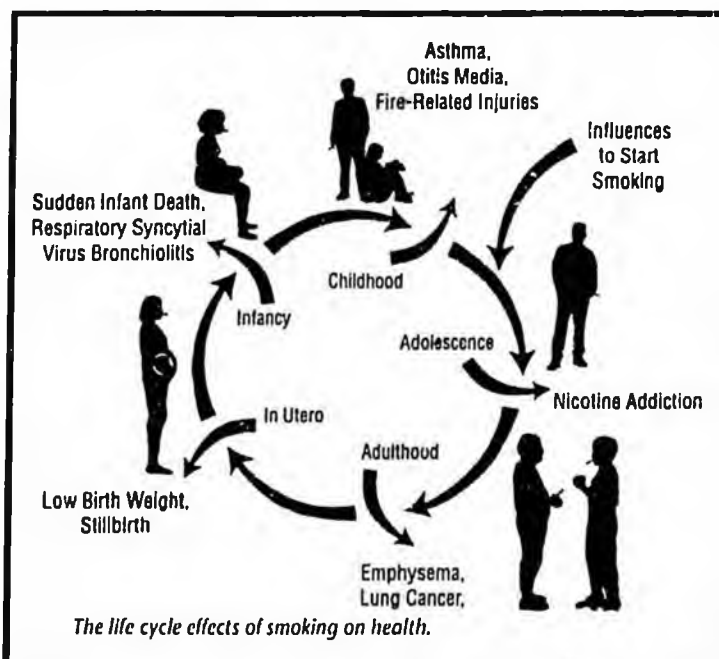 Asthma,
Otitis Media,
Fire-Related Injuries
Influences
to Start
Smoking
Sudden Infant Death,
Respiratory Syncytial
Virus Bronchiolitis
Childhood
Infancy
Adolescence
Nicotine Addiction
In Utero
Adulthood
Low Birth Weight,
Stillbirth
Emphysema,
Lung Cancer,
The life cycle effects of smoking on health.